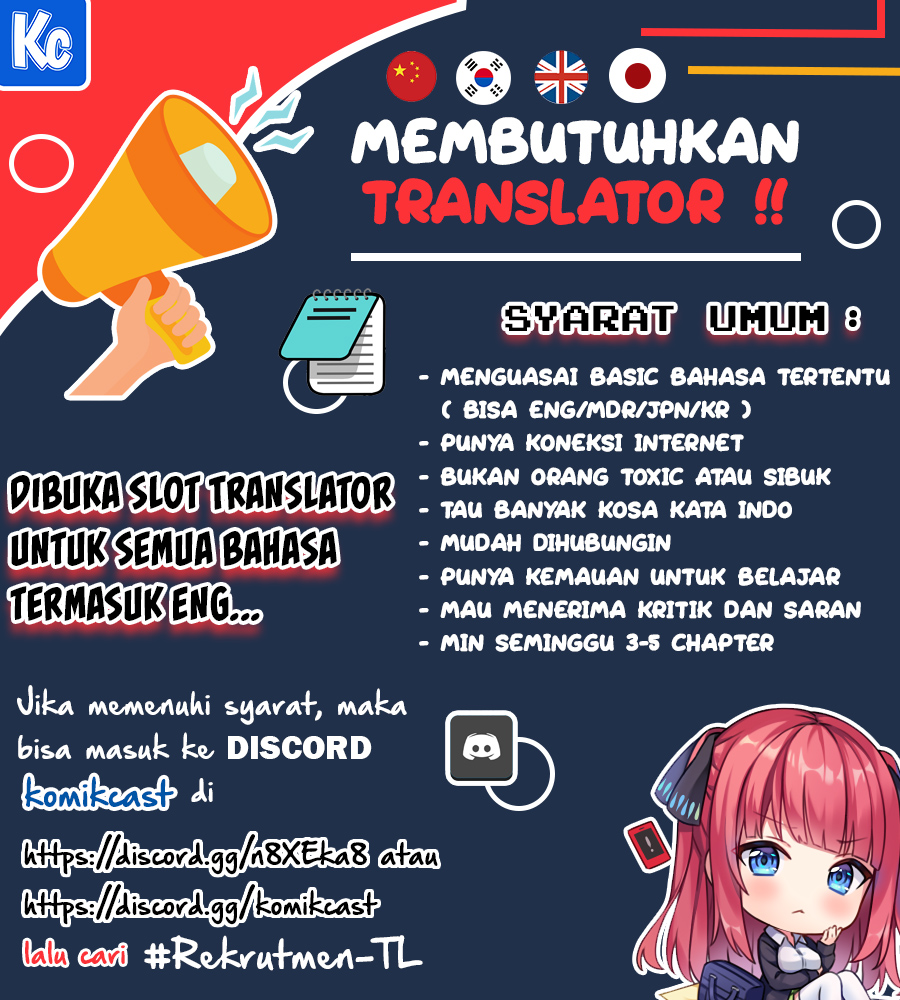 Kc
MEMBUTUHKAN
TRANSLATOR !!
SYARAT UMUM :
- MENGUASAI BASIC BAHASA TERTENTU
( BISA ENG/MDR/JPN/KR )
- PUNYA KONEKSI INTERNET
- BUKAN ORANG TOXIC ATAU SIBUK
- TAU BANYAK KOSA KATA INDO
- MUDAH DIHUBUNGIN
- PUNYA KEMAUAN UNTUK BELAJAR
- MAU MENERIMA KRITIK DAN SARAN
- MIN SEMINGGU 3-5 CHAPTER
DIBUKA SLOT TRANSLATOR
UNTUK SEMUA BAHASA
TERMASUK ENG...
Jika memenuhi syarat, maka
bisa masuk ke DISCORD
komikcast di
https://discord.gg/n8XEka8 atau
https://discord.gg/komikcast
lalu cari #Rekrutmen-TL